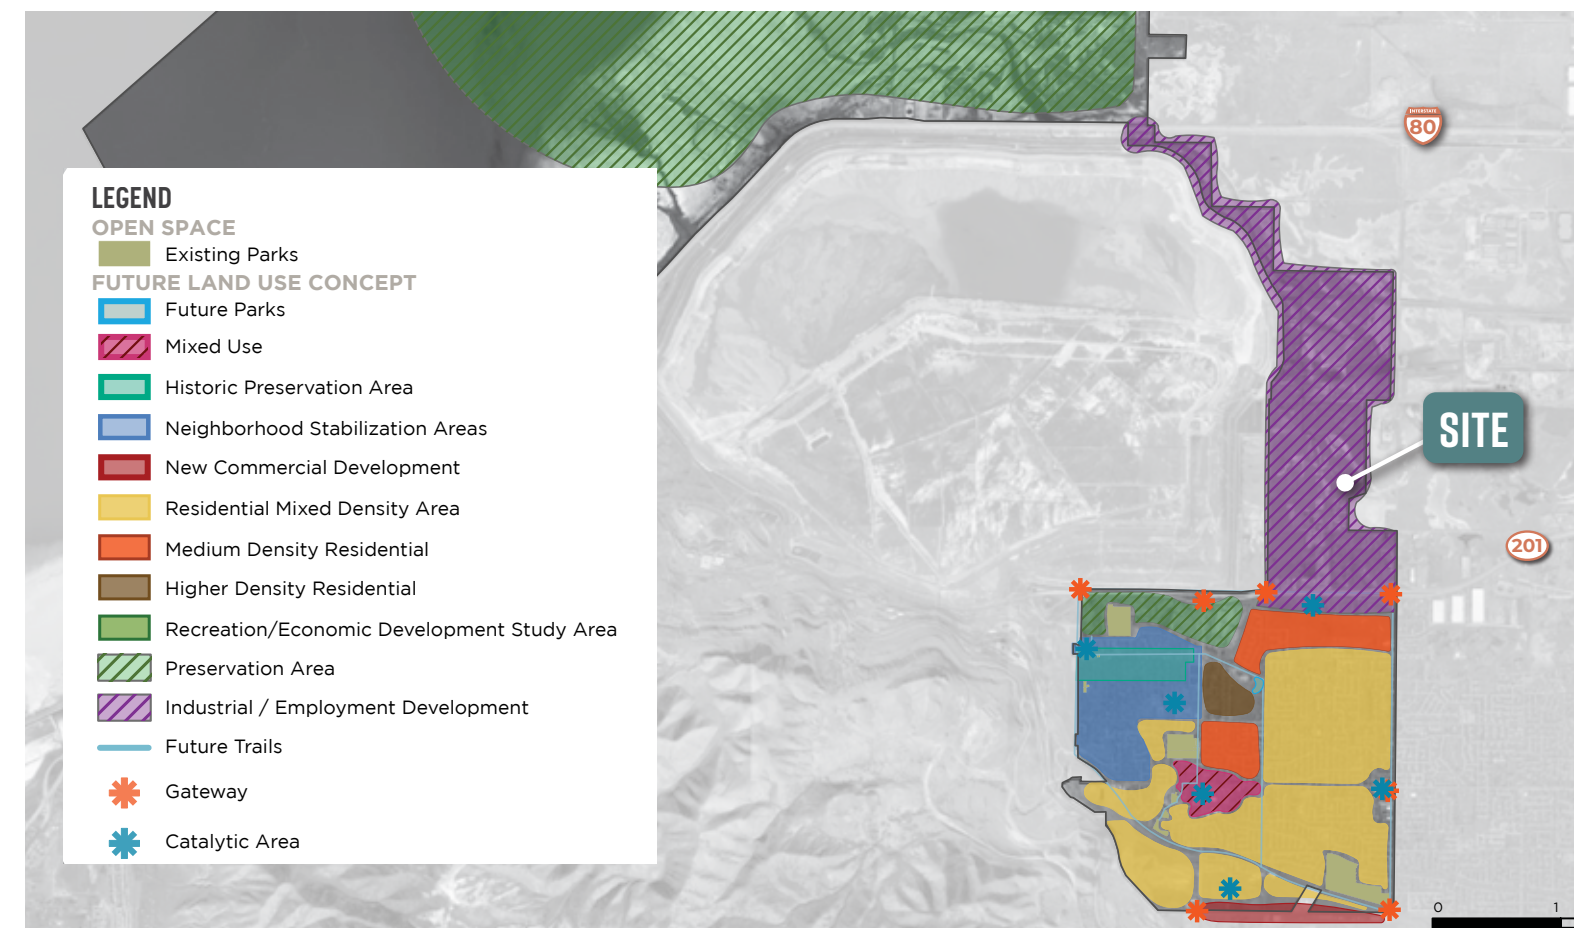 LEGEND
OPEN SPACE
Existing Parks
FUTURE LAND USE CONCEPT
Future Parks
Mixed Use
Historic Preservation Area
Neighborhood Stabilization Areas
New Commercial Development
Residential Mixed Density Area
Medium Density Residential
Higher Density Residential
Recreation/Economic Development Study Area
Preservation Area
Industrial / Employment Development
Future Trails
Gateway
Catalytic Area
INTERSTATE
80
SITE
201
0 1